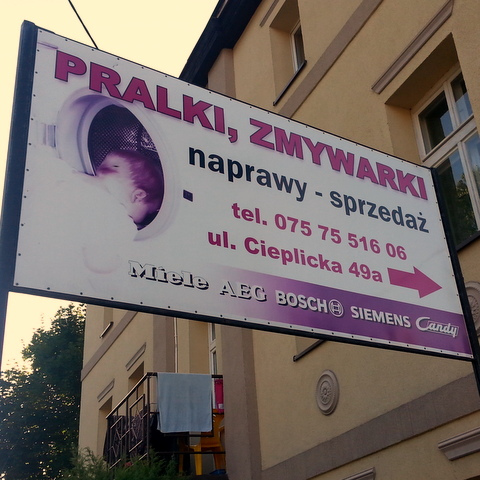 PRALKI, ZMYWARKI
naprawy - sprzedaż
tel. 075 75 516 06
ul. Cieplicka 49a
Miele AEG BOSCH SIEMENS Candy